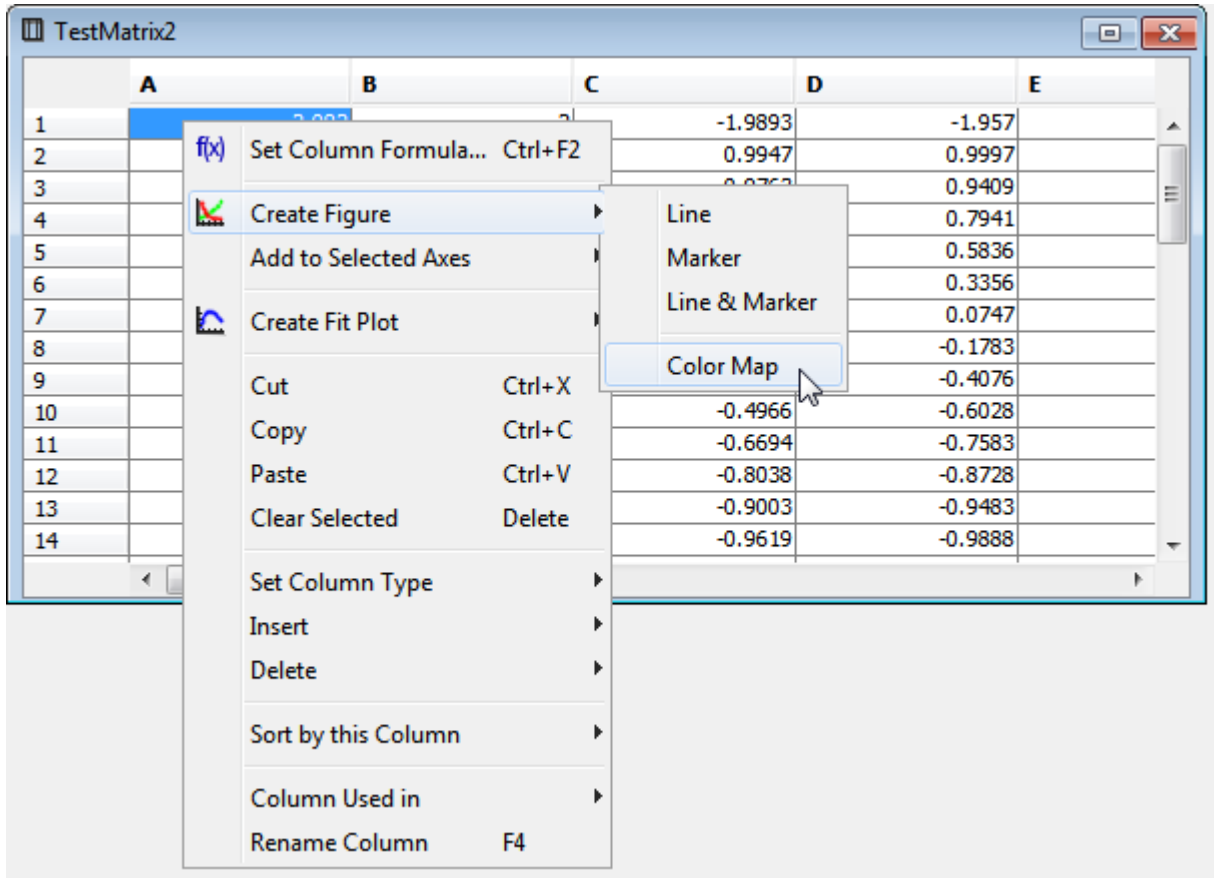 TestMatrix2
A B C D E
1 -1.9893 -1.957
2 0.9947 0.9997
3 0.9409
4 0.7941
5 0.5836
6 0.3356
7 0.0747
8 -0.1783
9 -0.4076
10 -0.4966 -0.6028
11 -0.6694 -0.7583
12 -0.8038 -0.8728
13 -0.9003 -0.9483
14 -0.9619 -0.9888
f(x) Set Column Formula... Ctrl+F2
Create Figure
Add to Selected Axes
Create Fit Plot
Cut Ctrl+X
Copy Ctrl+C
Paste Ctrl+V
Clear Selected Delete
Set Column Type
Insert
Delete
Sort by this Column
Column Used in
Rename Column F4
Line
Marker
Line & Marker
Color Map